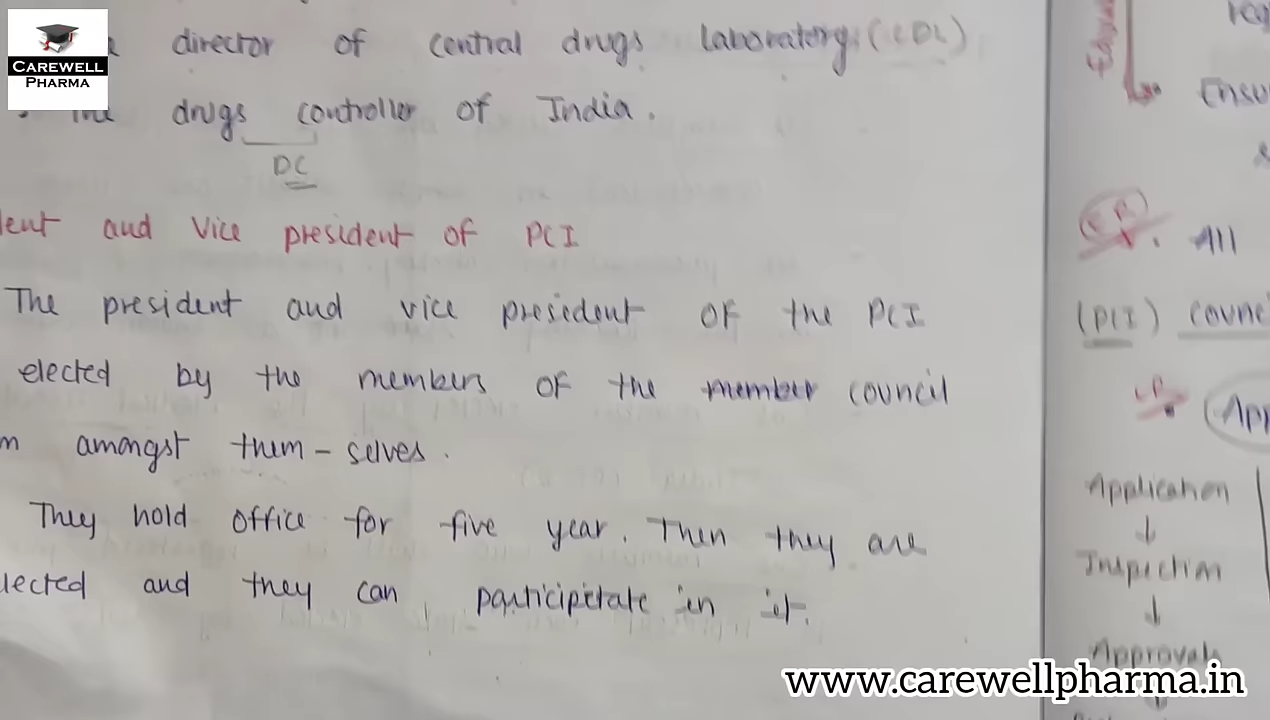 CAREWELL
PHARMA
director of central drugs laboratory (CDL)
The drugs controller of India.
DC
dent and Vice president of PCI
The president and vice president of the PCI
elected by the members of the member council
m amongst them - selves.
They hold office for five year. Then they are
lected and they can participitate in it.
Ensu
All
(PCI) counc
App
Application
↓
Inspection
↓
Approval
www.carewellpharma.in